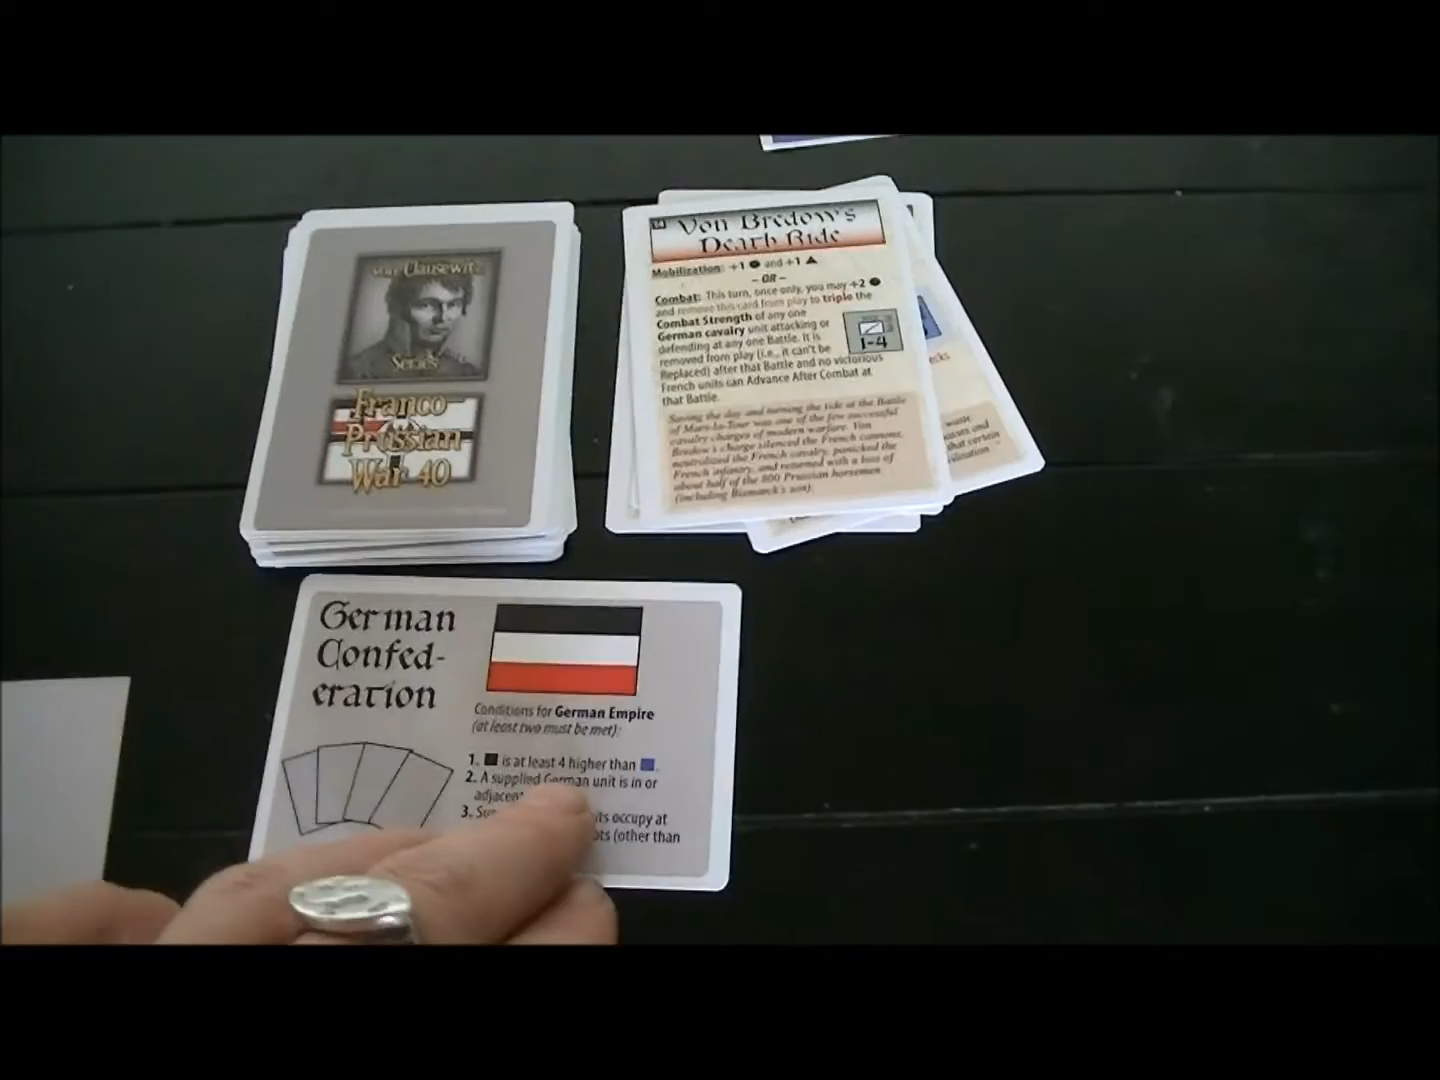 von Clausewitz
Series
Franco-
Prussian
War 40
14
Von Bredow's
Death Ride
Mobilization: +1 ● and +1 ▲
– OR –
Combat: This turn, once only, you may +2 ●
and remove this card from play to triple the
Combat Strength of any one
German cavalry unit attacking or
defending at any one Battle. It is
removed from play (i.e., it can't be
Replaced) after that Battle and no victorious
French units can Advance After Combat at
that Battle.
1-4
Saving the day and turning the tide at the Battle
of Mars-la-Tour was one of the few successful
cavalry charges of modern warfare. Von
Bredow's charge silenced the French cannons,
neutralized the French cavalry, panicked the
French infantry, and returned with a loss of
about half of the 800 Prussian horsemen
(including Bismarck's son).
that certain
German
Confed-
eration
Conditions for German Empire
(at least two must be met):
1. ■ is at least 4 higher than ■.
2. A supplied German unit is in or
adjacent
3.
occupy at
(other than